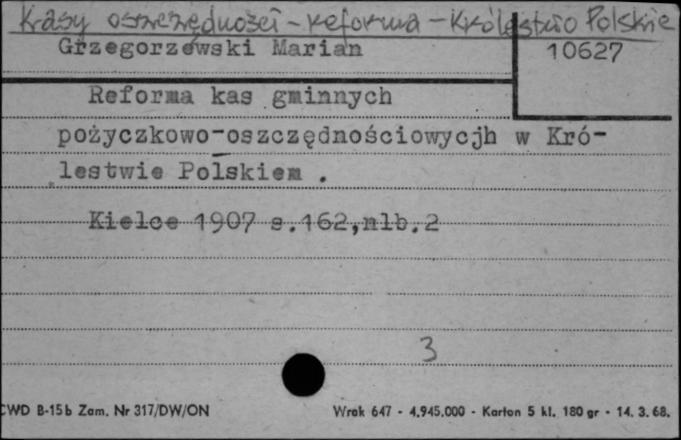 Kasy oszczędności - reforma - Królestwo Polskie
Grzegorzewski Marian
10627
Reforma kas gminnych
pożyczkowo-oszczędnościowycjh w Kró-
lestwie Polskiem .
Kielce 1907 s.162,nlb.2
3
CWD B-15b Zam. Nr 317/DW/ON
Wrak 647 - 4.945.000 - Karton 5 kl. 180 gr - 14. 3. 68.